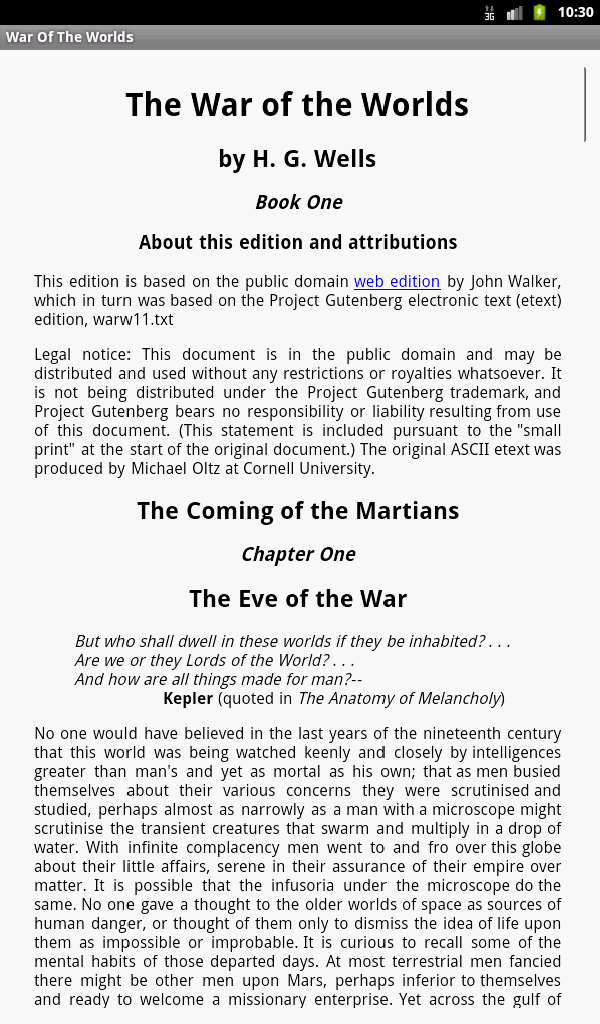 3G 10:30
War Of The Worlds
The War of the Worlds
by H. G. Wells
Book One
About this edition and attributions
This edition is based on the public domain web edition by John Walker,
which in turn was based on the Project Gutenberg electronic text (etext)
edition, warw11.txt
Legal notice: This document is in the public domain and may be
distributed and used without any restrictions or royalties whatsoever. It
is not being distributed under the Project Gutenberg trademark, and
Project Gutenberg bears no responsibility or liability resulting from use
of this document. (This statement is included pursuant to the "small
print" at the start of the original document.) The original ASCII etext was
produced by Michael Oltz at Cornell University.
The Coming of the Martians
Chapter One
The Eve of the War
But who shall dwell in these worlds if they be inhabited? . . .
Are we or they Lords of the World? . . .
And how are all things made for man?--
Kepler (quoted in The Anatomy of Melancholy)
No one would have believed in the last years of the nineteenth century
that this world was being watched keenly and closely by intelligences
greater than man's and yet as mortal as his own; that as men busied
themselves about their various concerns they were scrutinised and
studied, perhaps almost as narrowly as a man with a microscope might
scrutinise the transient creatures that swarm and multiply in a drop of
water. With infinite complacency men went to and fro over this globe
about their little affairs, serene in their assurance of their empire over
matter. It is possible that the infusoria under the microscope do the
same. No one gave a thought to the older worlds of space as sources of
human danger, or thought of them only to dismiss the idea of life upon
them as impossible or improbable. It is curious to recall some of the
mental habits of those departed days. At most terrestrial men fancied
there might be other men upon Mars, perhaps inferior to themselves
and ready to welcome a missionary enterprise. Yet across the gulf of